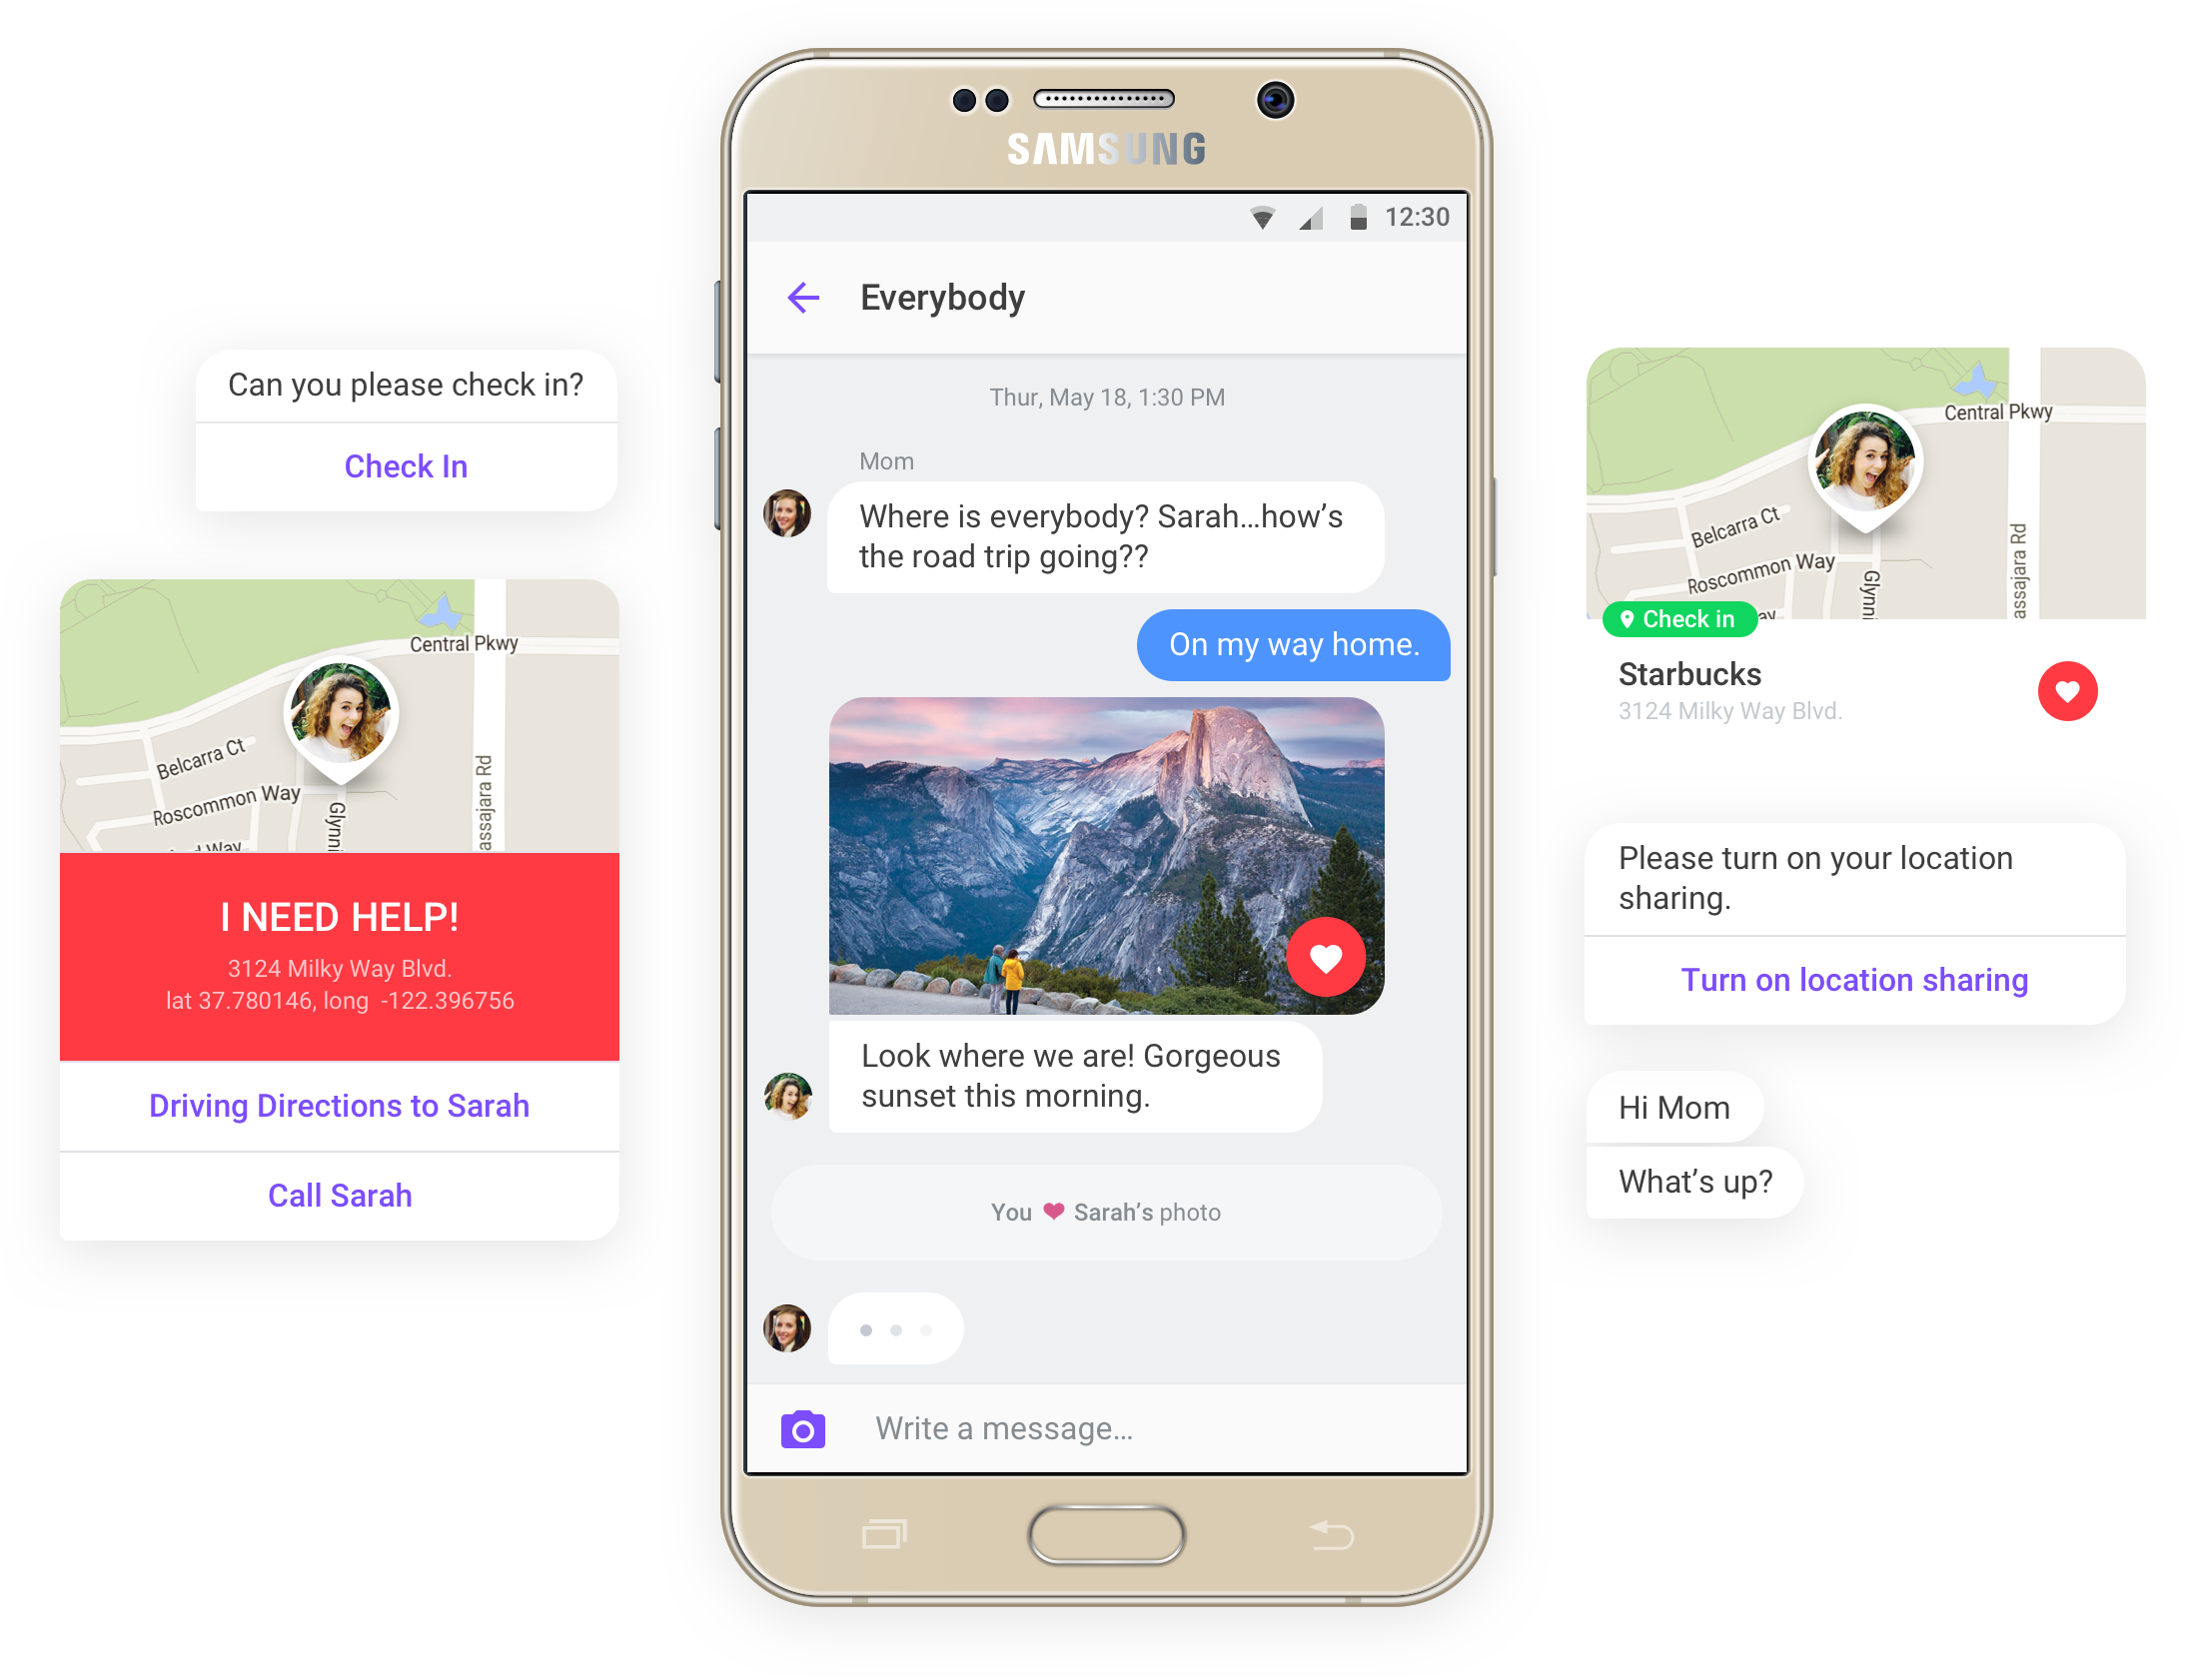 Can you please check in?
Check In
Central Pkwy
Belcarra Ct
Roscommon Way
Glynni
assajara Rd
Way
I NEED HELP!
3124 Milky Way Blvd.
lat 37.780146, long -122.396756
Driving Directions to Sarah
Call Sarah
SAMSUNG
12:30
Everybody
Thur, May 18, 1:30 PM
Mom
Where is everybody? Sarah...how’s
the road trip going??
On my way home.
Look where we are! Gorgeous
sunset this morning.
You ❤ Sarah’s photo
Write a message...
Central Pkwy
Belcarra Ct
Roscommon Way
Glynni
assajara Rd
Check in
Starbucks
3124 Milky Way Blvd.
Please turn on your location
sharing.
Turn on location sharing
Hi Mom
What’s up?